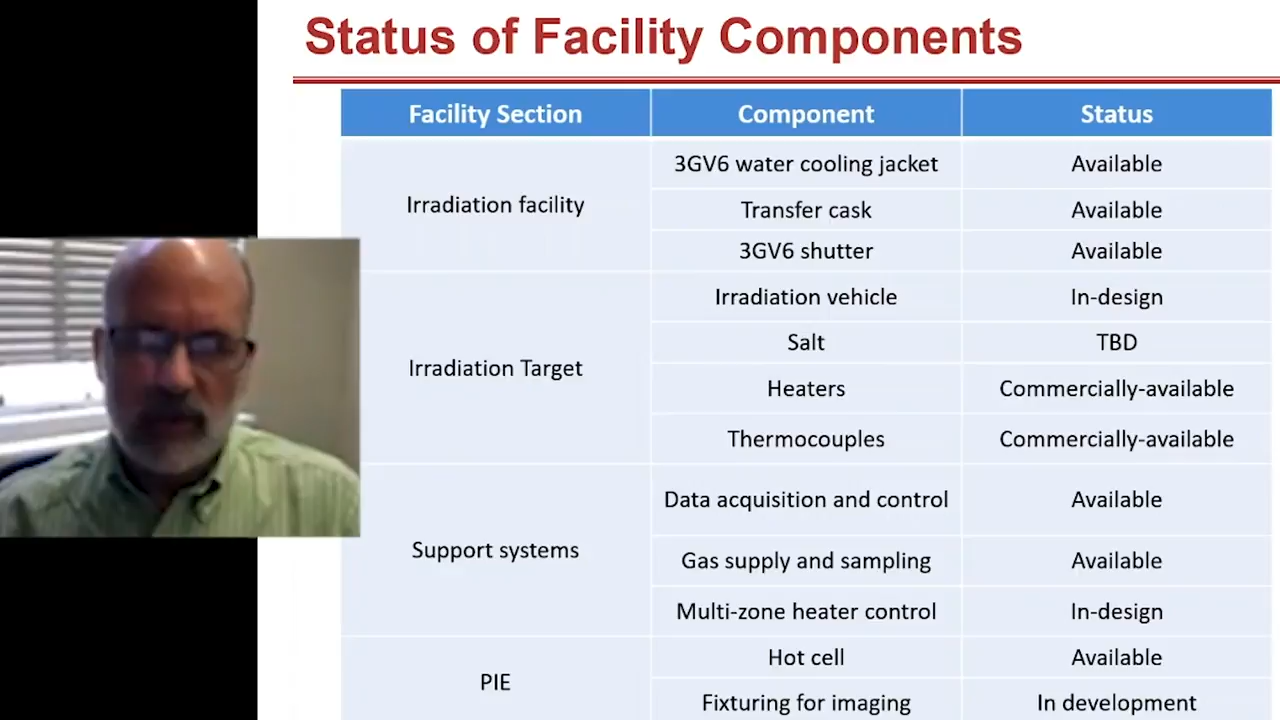 Status of Facility Components
Facility Section Component Status
Irradiation facility
3GV6 water cooling jacket Available
Transfer cask Available
3GV6 shutter Available
Irradiation Target
Irradiation vehicle In-design
Salt TBD
Heaters Commercially-available
Thermocouples Commercially-available
Support systems
Data acquisition and control Available
Gas supply and sampling Available
Multi-zone heater control In-design
PIE
Hot cell Available
Fixturing for imaging In development